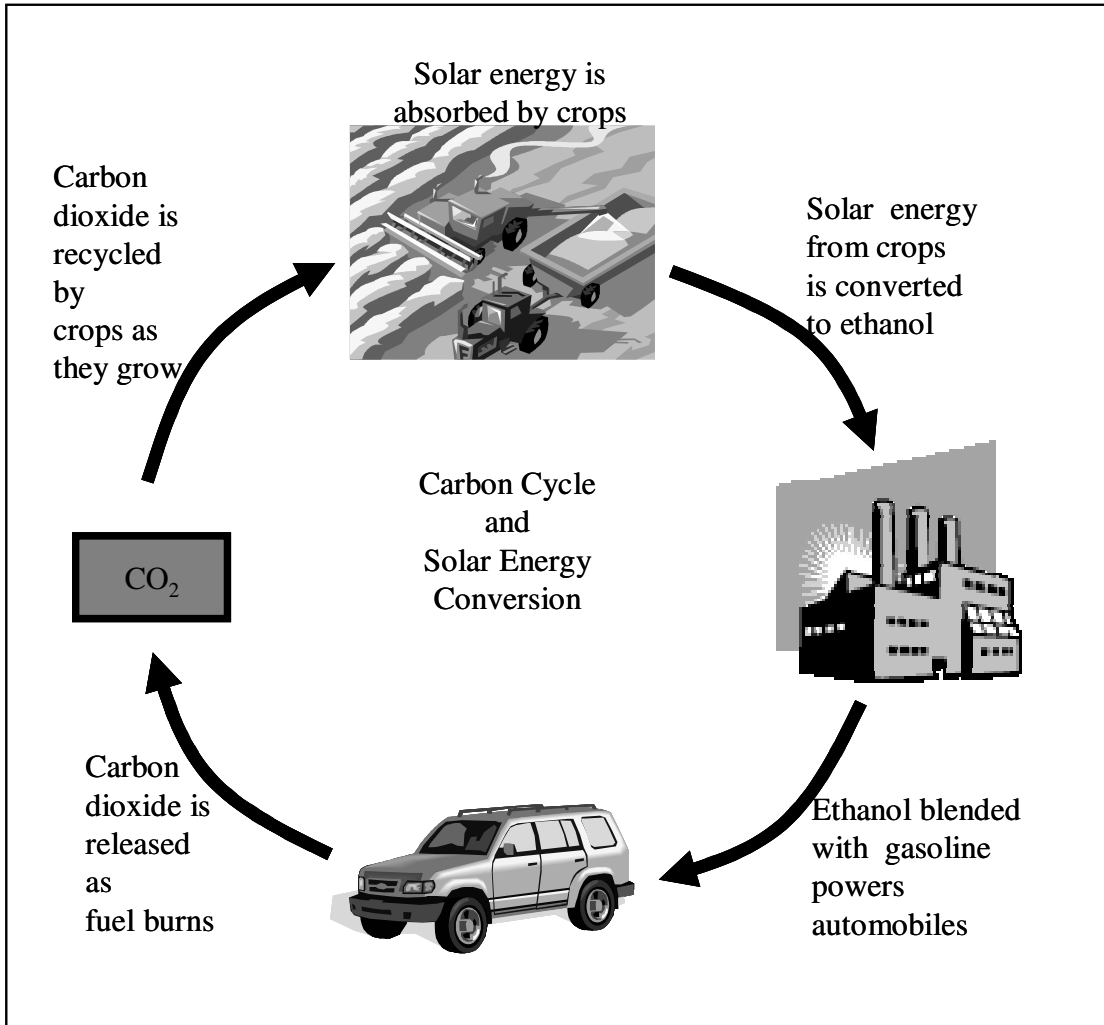 Solar energy is
absorbed by crops
Carbon
dioxide is
recycled
by
crops as
they grow
Solar energy
from crops
is converted
to ethanol
Carbon Cycle
and
Solar Energy
Conversion
CO₂
Carbon
dioxide is
released
as
fuel burns
Ethanol blended
with gasoline
powers
automobiles